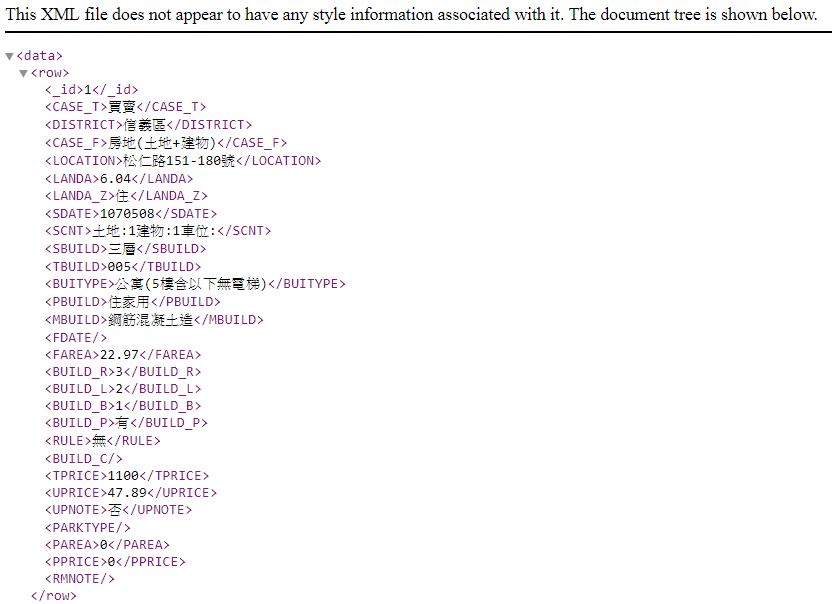 This XML file does not appear to have any style information associated with it. The document tree is shown below.
▼<data>
▼<row>
<_id>1</_id>
<CASE_T>買賣</CASE_T>
<DISTRICT>信義區</DISTRICT>
<CASE_F>房地(土地+建物)</CASE_F>
<LOCATION>松仁路151-180號</LOCATION>
<LANDA>6.04</LANDA>
<LANDA_Z>住</LANDA_Z>
<SDATE>1070508</SDATE>
<SCNT>土地:1建物:1車位:</SCNT>
<SBUILD>三層</SBUILD>
<TBUILD>005</TBUILD>
<BUITYPE>公寓(5樓含以下無電梯)</BUITYPE>
<PBUILD>住家用</PBUILD>
<MBUILD>鋼筋混凝土造</MBUILD>
<FDATE/>
<FAREA>22.97</FAREA>
<BUILD_R>3</BUILD_R>
<BUILD_L>2</BUILD_L>
<BUILD_B>1</BUILD_B>
<BUILD_P>有</BUILD_P>
<RULE>無</RULE>
<BUILD_C/>
<TPRICE>1100</TPRICE>
<UPRICE>47.89</UPRICE>
<UPNOTE>否</UPNOTE>
<PARKTYPE/>
<PAREA>0</PAREA>
<PPRICE>0</PPRICE>
<RMNOTE/>
</row>